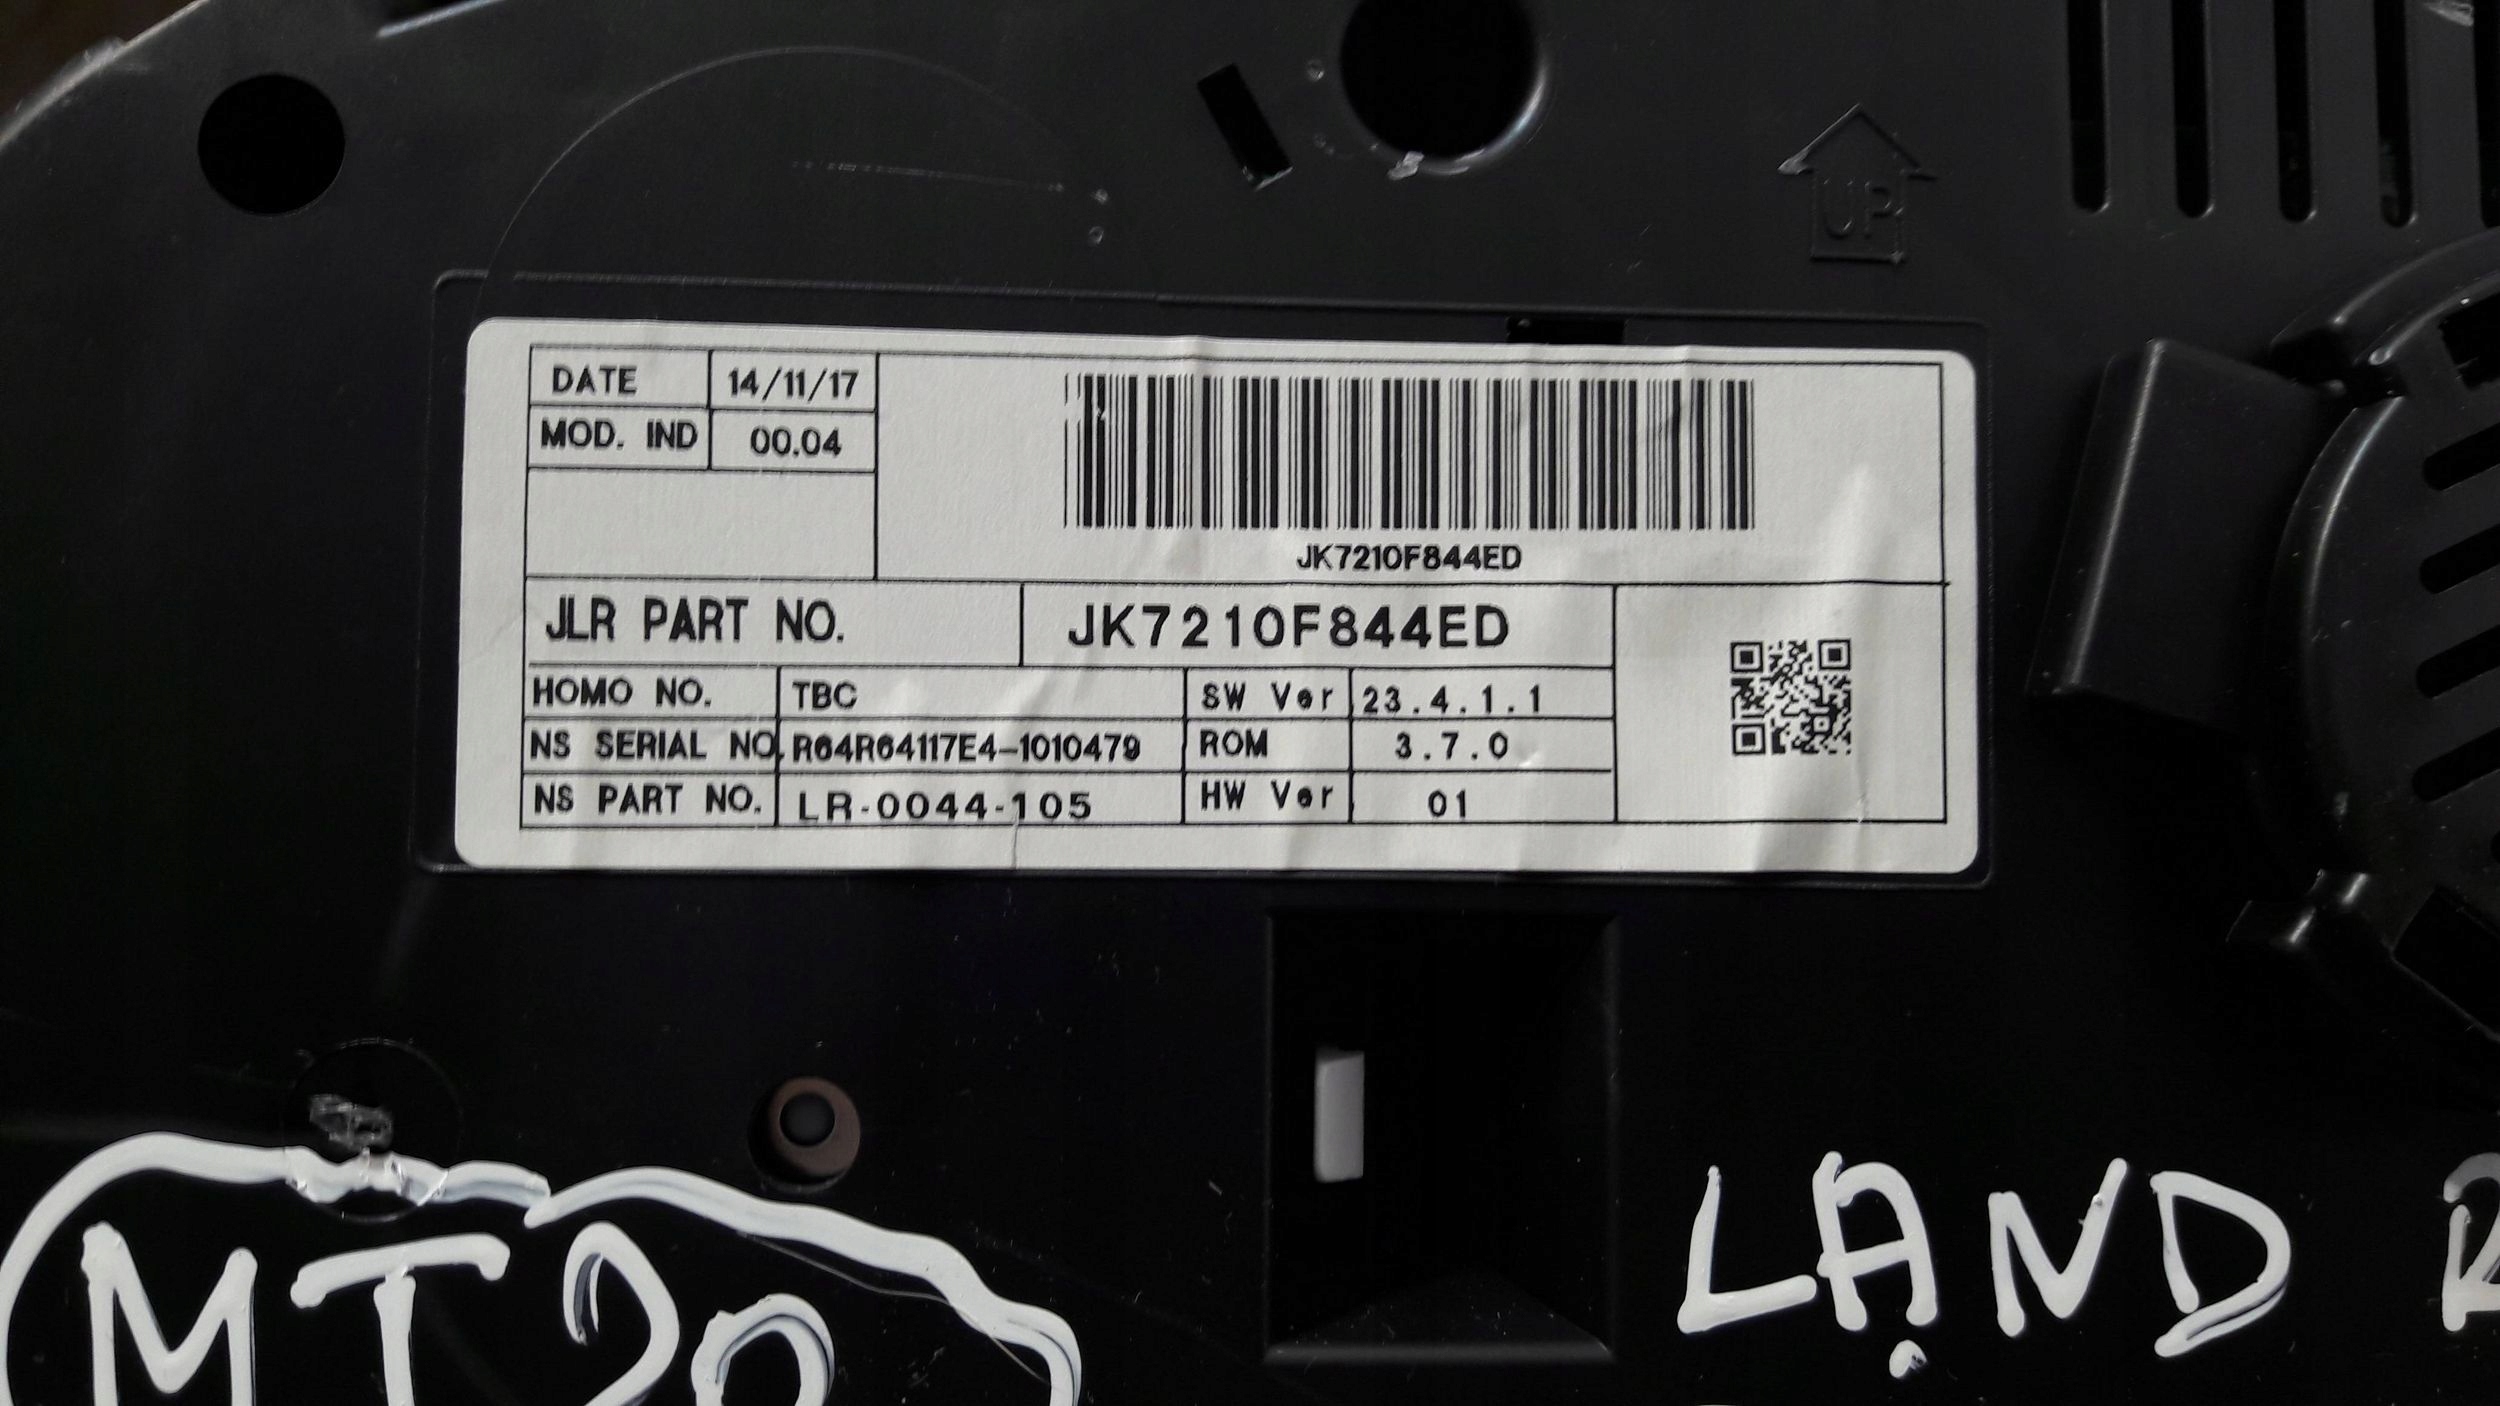 UP
DATE 14/11/17
MOD. IND 00.04
JK7210F844ED
JLR PART NO. JK7210F844ED
HOMO NO. TBC SW Ver 23.4.1.1
NS SERIAL NO. R64R64117E4-1010479 ROM 3.7.0
NS PART NO. LR-0044-105 HW Ver 01
LAND R
MT20